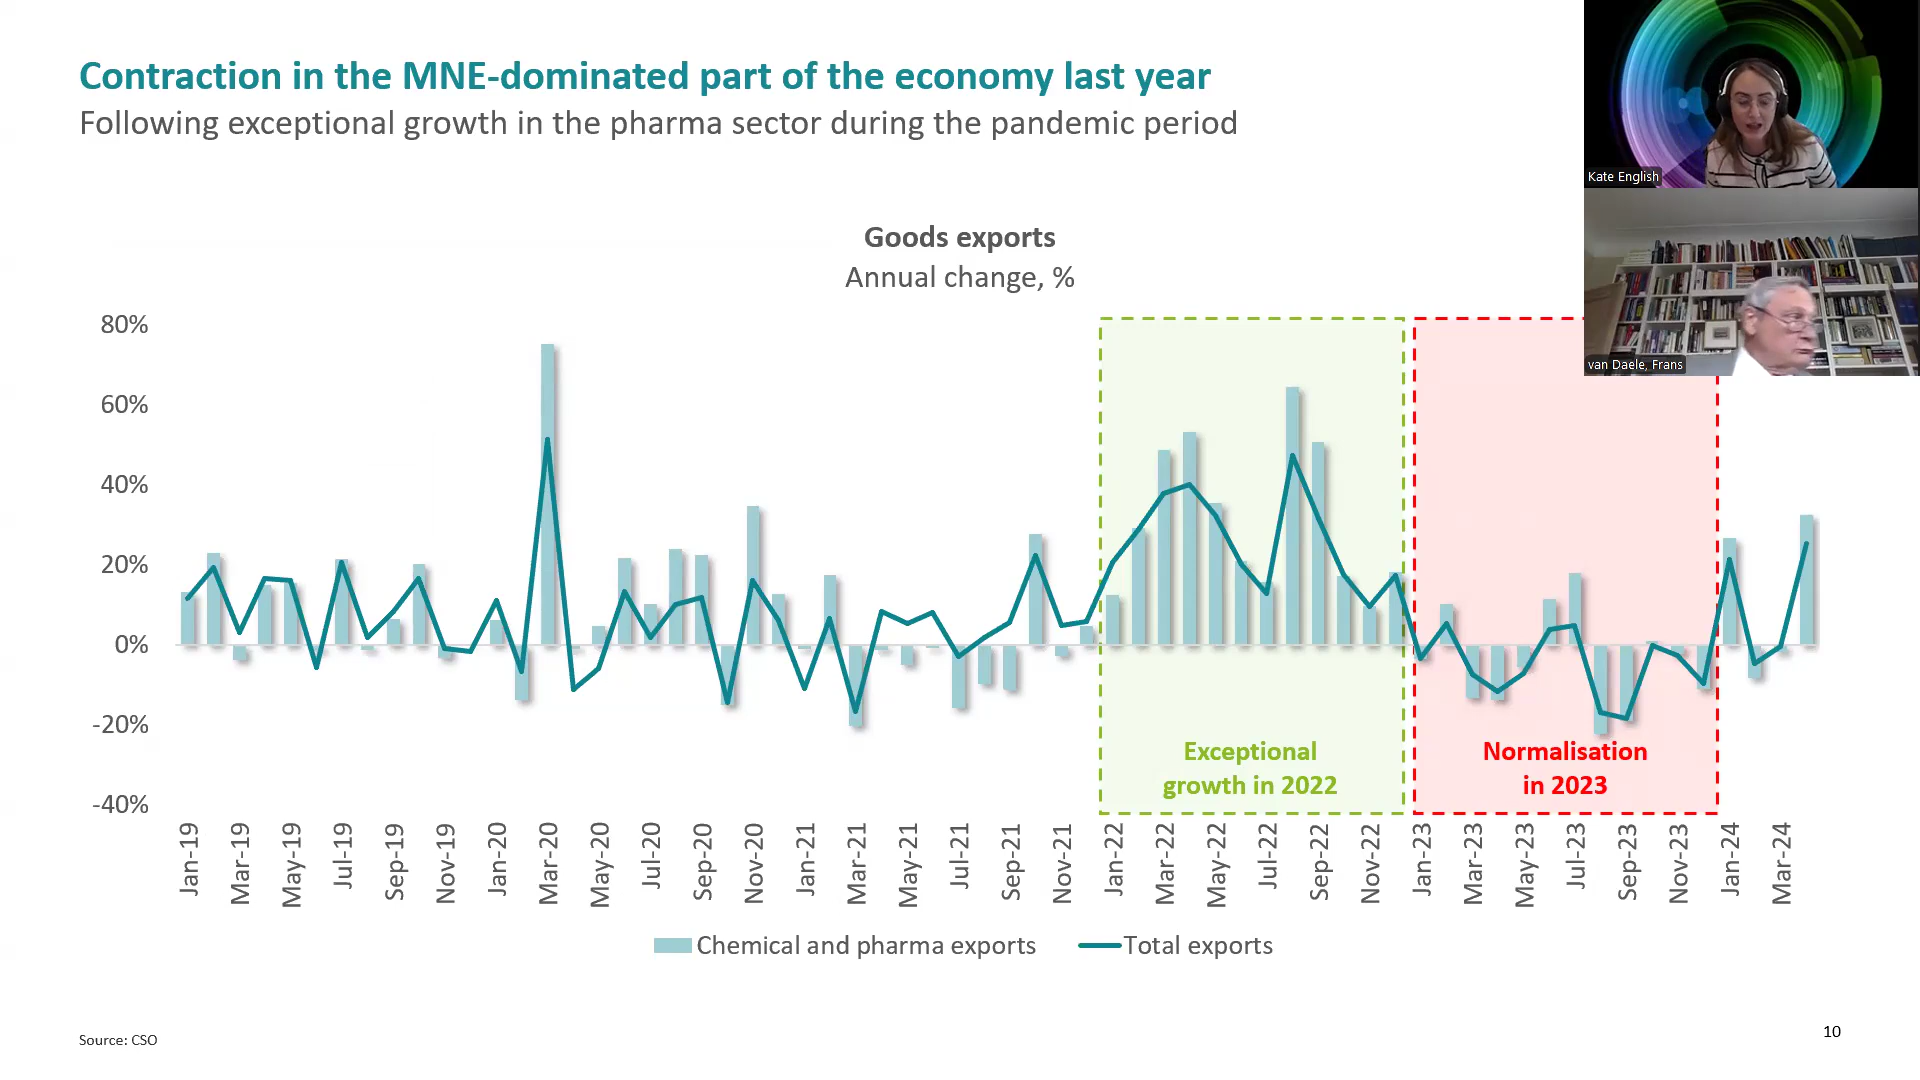 Contraction in the MNE-dominated part of the economy last year
Following exceptional growth in the pharma sector during the pandemic period
Kate English
van Daele, Frans
Goods exports
Annual change, %
80%
60%
40%
20%
0%
-20%
-40%
Exceptional
growth in 2022
Normalisation
in 2023
Jan-19
Mar-19
May-19
Jul-19
Sep-19
Nov-19
Jan-20
Mar-20
May-20
Jul-20
Sep-20
Nov-20
Jan-21
Mar-21
May-21
Jul-21
Sep-21
Nov-21
Jan-22
Mar-22
May-22
Jul-22
Sep-22
Nov-22
Jan-23
Mar-23
May-23
Jul-23
Sep-23
Nov-23
Jan-24
Mar-24
Chemical and pharma exports
Total exports
Source: CSO
10